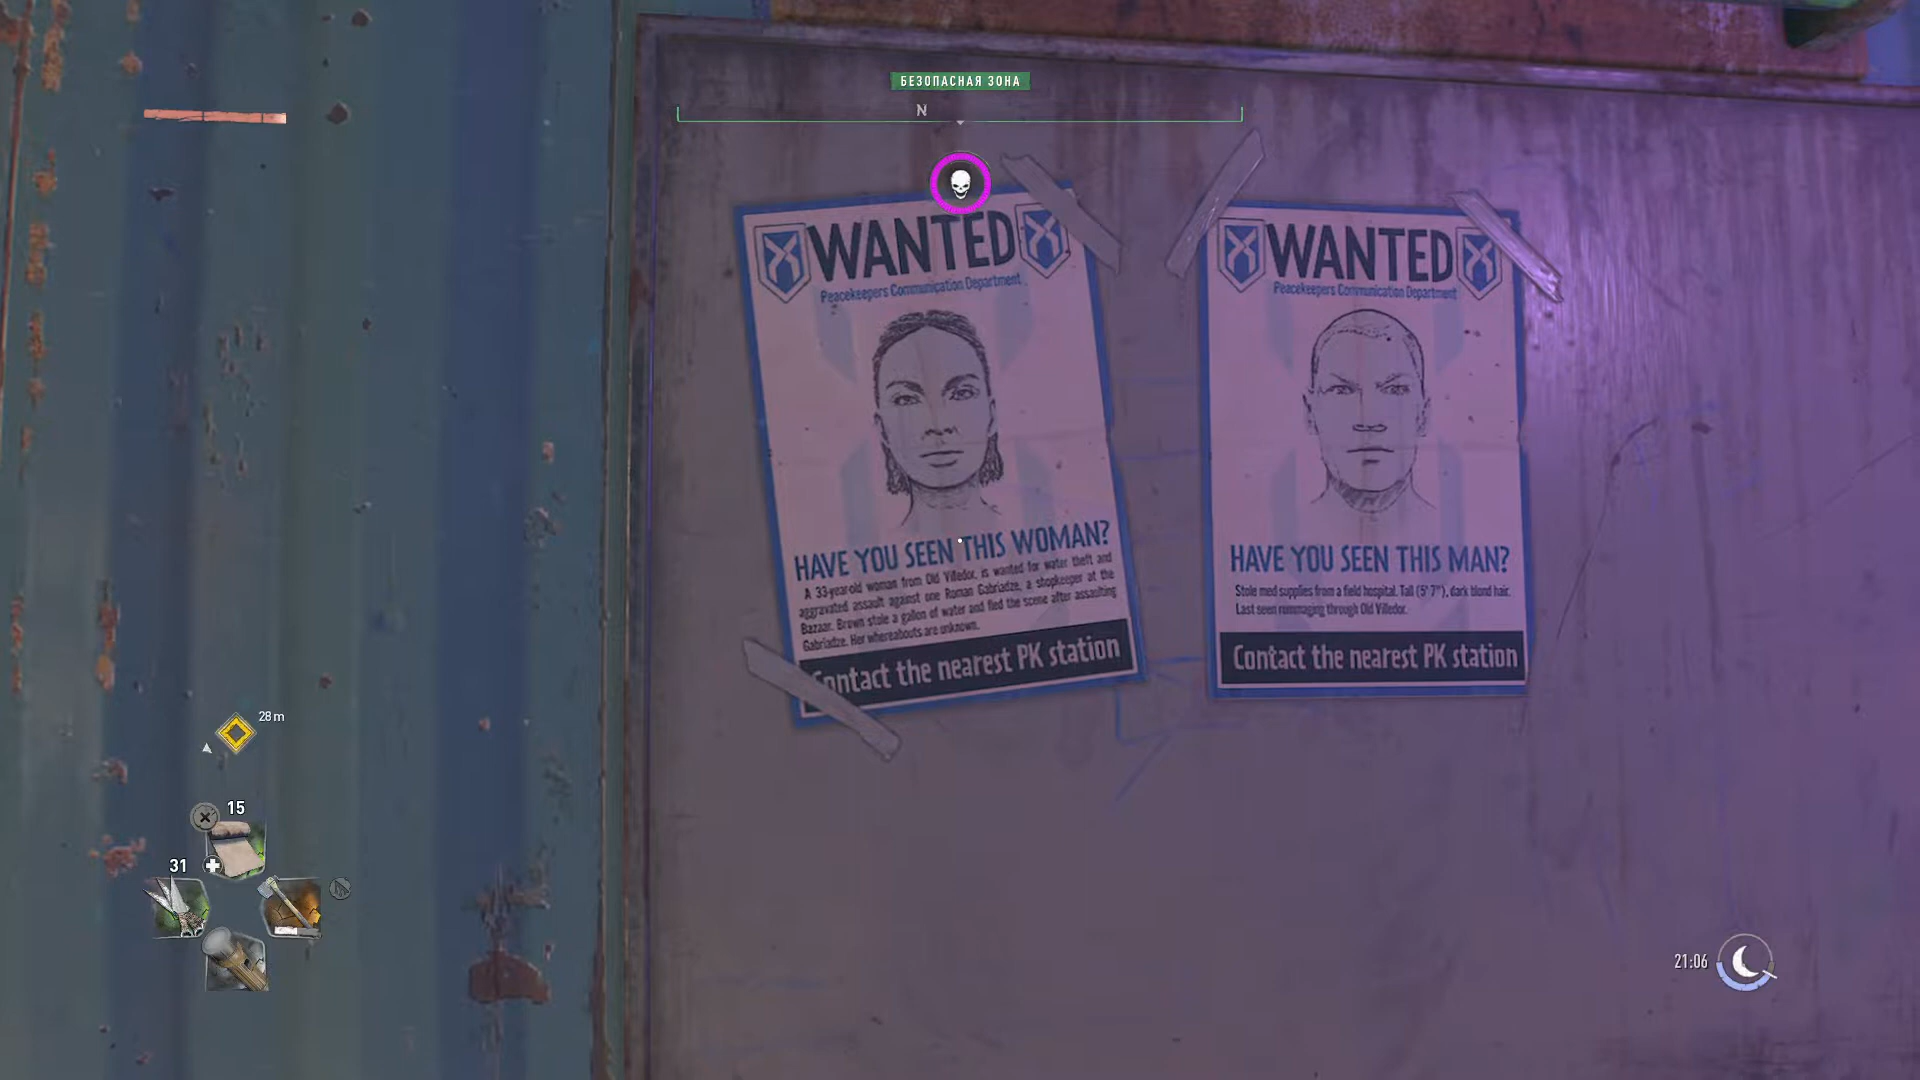 БЕЗОПАСНАЯ ЗОНА
N
WANTED
Peacekeepers Communication Department
HAVE YOU SEEN THIS WOMAN?
A 33-year-old woman from Old Villedor, is wanted for water theft and
aggravated assault against one Roman Gabriadze, a shopkeeper at the
Bazaar. Brown stole a gallon of water and fled the scene after assaulting
Gabriadze. Her whereabouts are unknown.
Contact the nearest PK station
WANTED
Peacekeepers Communication Department
HAVE YOU SEEN THIS MAN?
Stole med supplies from a field hospital. Tall (5'7"), dark blond hair.
Last seen rummaging through Old Villedor.
Contact the nearest PK station
28 m
15
31
21:06